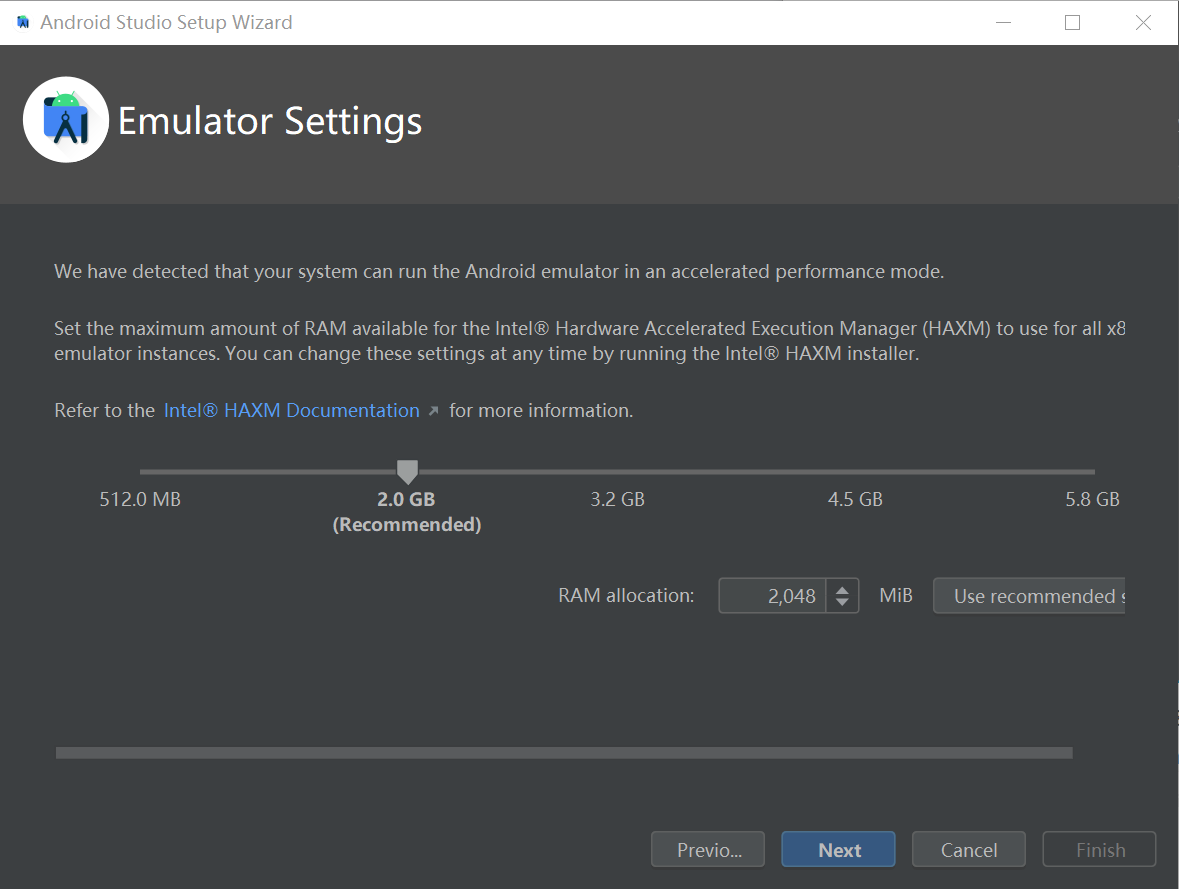 Android Studio Setup Wizard
Emulator Settings
We have detected that your system can run the Android emulator in an accelerated performance mode.
Set the maximum amount of RAM available for the Intel® Hardware Accelerated Execution Manager (HAXM) to use for all x8
emulator instances. You can change these settings at any time by running the Intel® HAXM installer.
Refer to the Intel® HAXM Documentation for more information.
512.0 MB 2.0 GB 3.2 GB 4.5 GB 5.8 GB
(Recommended)
RAM allocation: 2,048 MiB Use recommended s
Previo... Next Cancel Finish